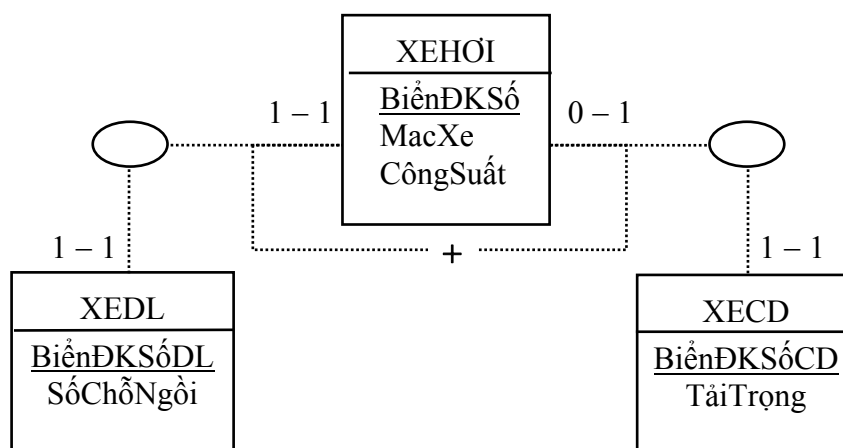 XEHƠI
1 – 1
BiểnĐKSố
0 – 1
MacXe
CôngSuất
1 – 1
+
1 – 1
XEDL
XECD
BiểnĐKSốDL
BiểnĐKSốCD
SốChỗNgồi
TảiTrọng